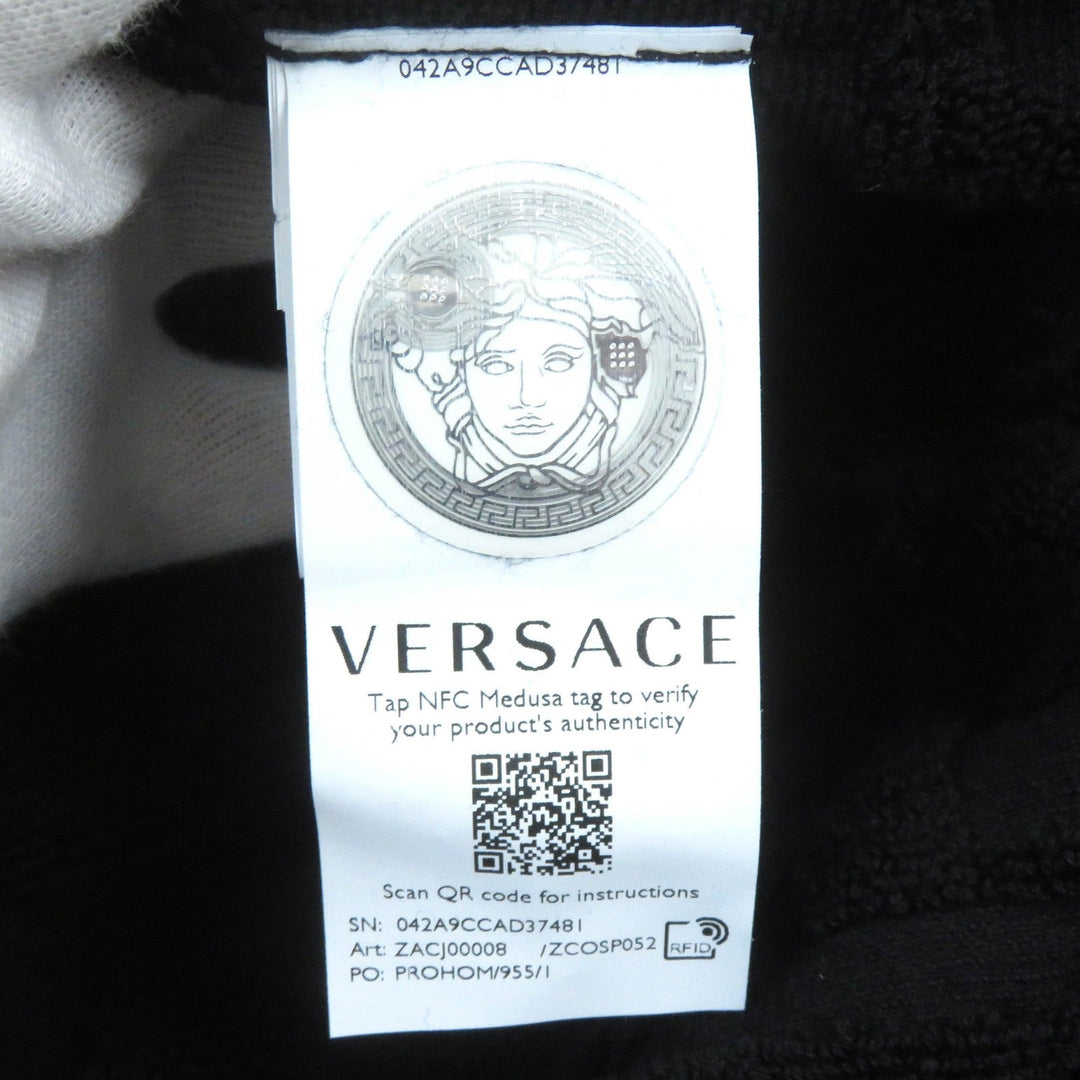 042A9CCAD37481
VERSACE
Tap NFC Medusa tag to verify
your product's authenticity
Scan QR code for instructions
SN: 042A9CCAD37481
Art: ZACJ00008 /ZCOSP052
RFID
PO: PROHOM/955/1